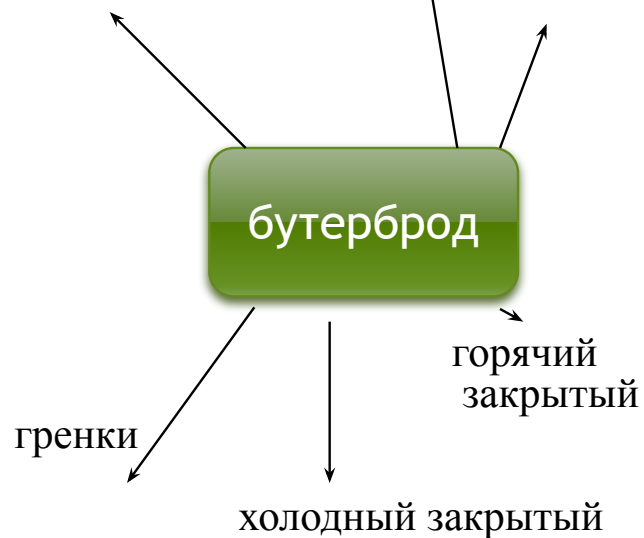 бутерброд
горячий
закрытый
гренки
холодный закрытый